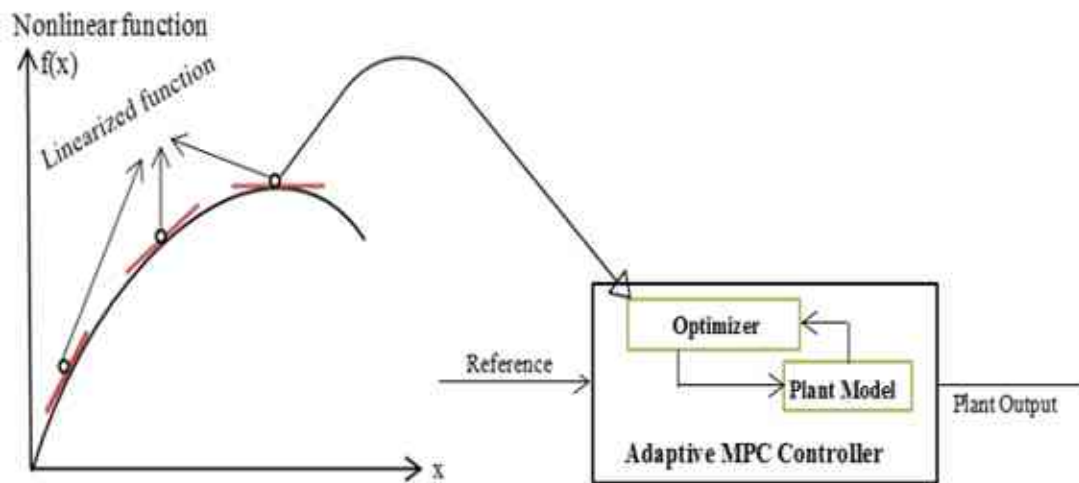 Nonlinear function
f(x)
Linearized function
x
Reference
Optimizer
Plant Model
Adaptive MPC Controller
Plant Output